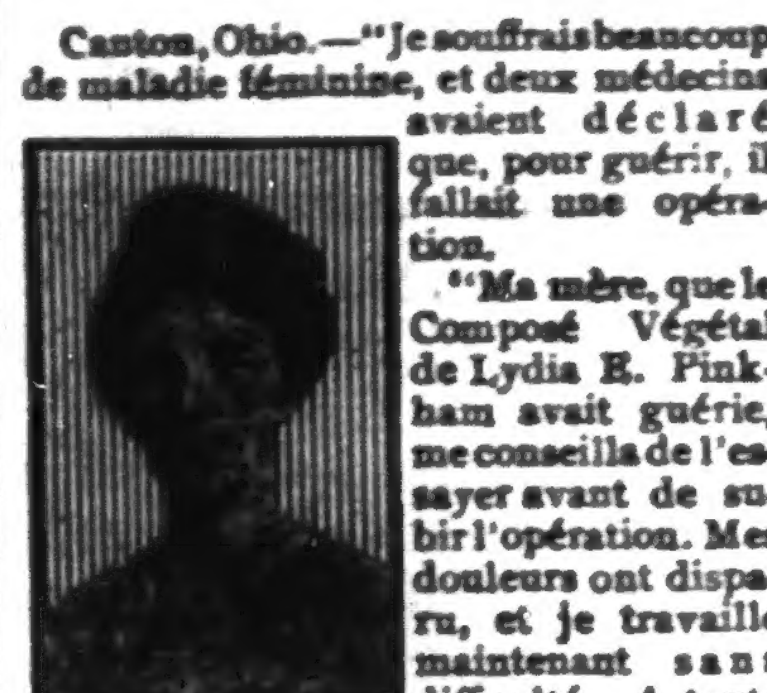 Canton, Ohio.—"Je souffrais beaucoup
de maladie féminine, et deux médecins
avaient déclaré
que, pour guérir, il
fallait une opéra-
tion.
"Ma mère, que le
Composé Végétal
de Lydia E. Pink-
ham avait guérie,
me conseilla de l'es-
sayer avant de su-
bir l'opération. Mes
douleurs ont dispa-
ru, et je travaille
maintenant sans